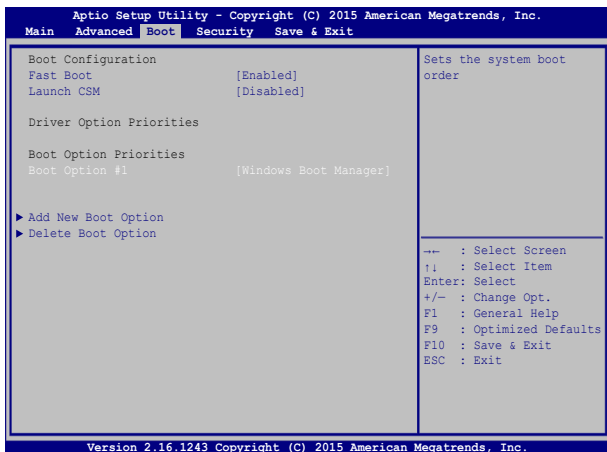 Aptio Setup Utility - Copyright (C) 2015 American Megatrends, Inc.
Main Advanced Boot Security Save & Exit
Boot Configuration
Fast Boot [Enabled]
Launch CSM [Disabled]
Driver Option Priorities
Boot Option Priorities
Boot Option #1 [Windows Boot Manager]
Add New Boot Option
Delete Boot Option
Sets the system boot
order
→← : Select Screen
↑↓ : Select Item
Enter: Select
+/— : Change Opt.
F1 : General Help
F9 : Optimized Defaults
F10 : Save & Exit
ESC : Exit
Version 2.16.1243 Copyright (C) 2015 American Megatrends, Inc.